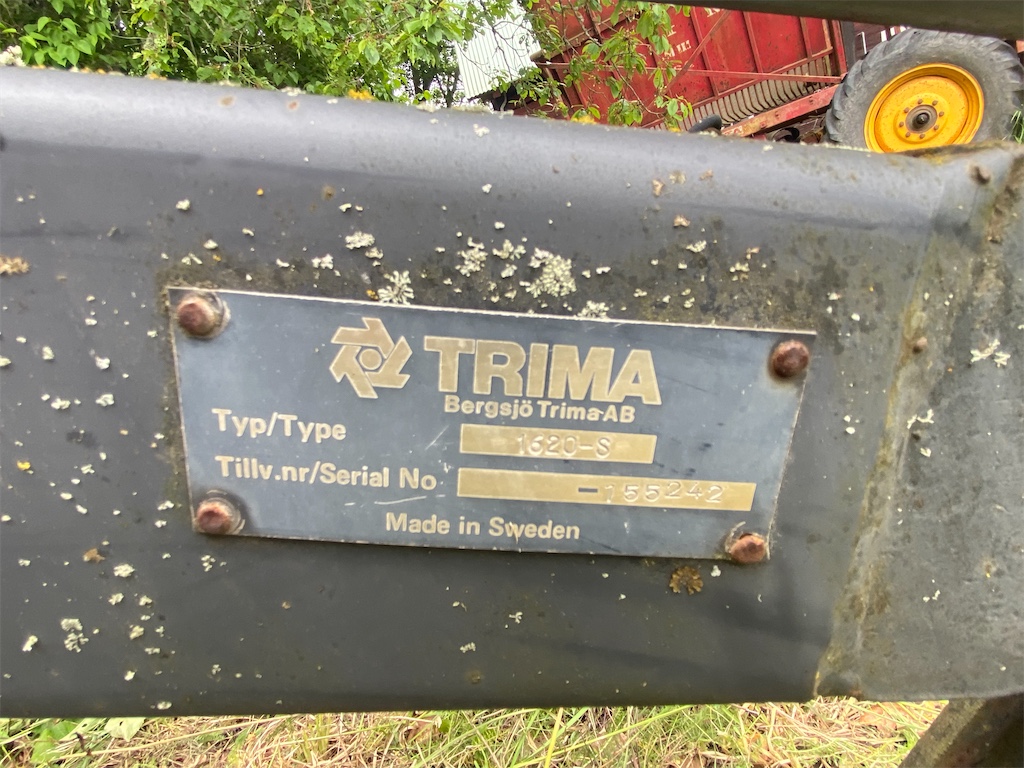 TRIMA
Bergsjö Trima-AB
Typ/Type 1620-S
Tillv.nr/Serial No -155242
Made in Sweden